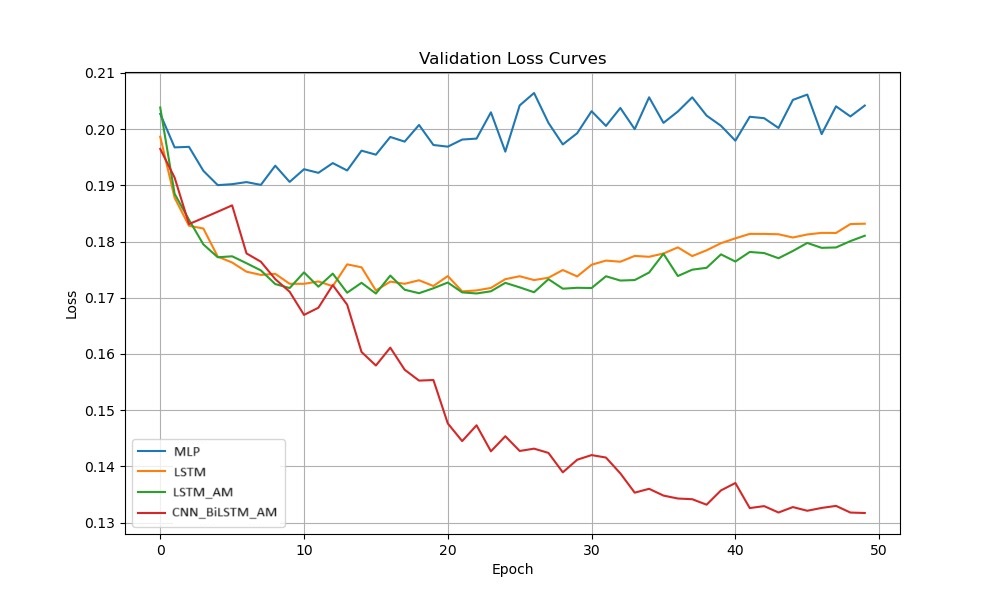 Validation Loss Curves
0.21
0.20
0.19
0.18
0.17
0.16
0.15
0.14
0.13
Loss
MLP
LSTM
LSTM_AM
CNN_BiLSTM_AM
0 10 20 30 40 50
Epoch